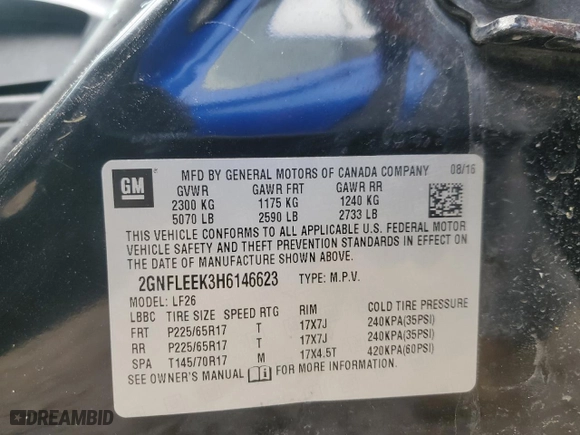 GM
MFD BY GENERAL MOTORS OF CANADA COMPANY 08/16
GVWR GAWR FRT GAWR RR
2300 KG 1175 KG 1240 KG
5070 LB 2590 LB 2733 LB
THIS VEHICLE CONFORMS TO ALL APPLICABLE U.S. FEDERAL MOTOR
VEHICLE SAFETY AND THEFT PREVENTION STANDARDS IN EFFECT ON
THE DATE OF MANUFACTURE SHOWN ABOVE.
2GNFLEEK3H6146623 TYPE: M.P.V.
MODEL: LF26
LBBC TIRE SIZE SPEED RTG RIM COLD TIRE PRESSURE
FRT P225/65R17 T 17X7J 240KPA(35PSI)
RR P225/65R17 T 17X7J 240KPA(35PSI)
SPA T145/70R17 M 17X4.5T 420KPA(60PSI)
SEE OWNER'S MANUAL FOR MORE INFORMATION.
DREAMBID